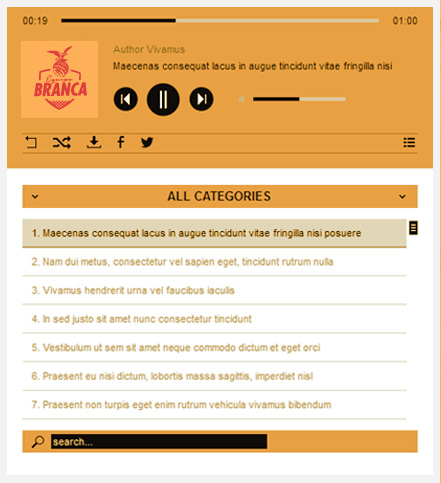 00:19 01:00
Author Vivamus
Maecenas consequat lacus in augue tincidunt vitae fringilla nisi
BRANCA
ALL CATEGORIES
1. Maecenas consequat lacus in augue tincidunt vitae fringilla nisi posuere
2. Nam dui metus, consectetur vel sapien eget, tincidunt rutrum nulla
3. Vivamus hendrerit urna vel faucibus iaculis
4. In sed justo sit amet nunc consectetur tincidunt
5. Vestibulum ut sem sit amet neque commodo dictum et eget orci
6. Praesent eu nisi dictum, lobortis massa sagittis, imperdiet nisl
7. Praesent non turpis eget enim rutrum vehicula vivamus bibendum
search...